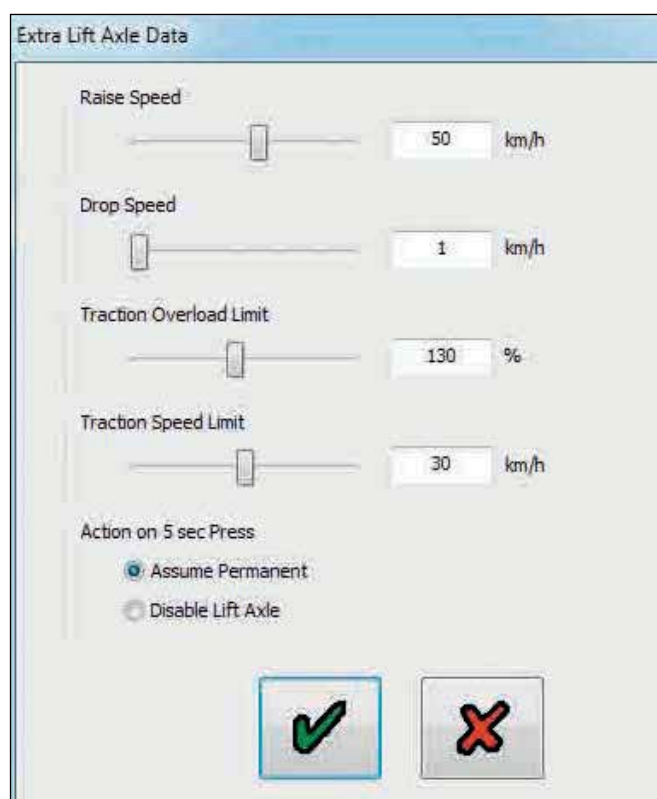 Extra Lift Axle Data
Raise Speed
50 km/h
Drop Speed
1 km/h
Traction Overload Limit
130 %
Traction Speed Limit
30 km/h
Action on 5 sec Press
Assume Permanent
Disable Lift Axle